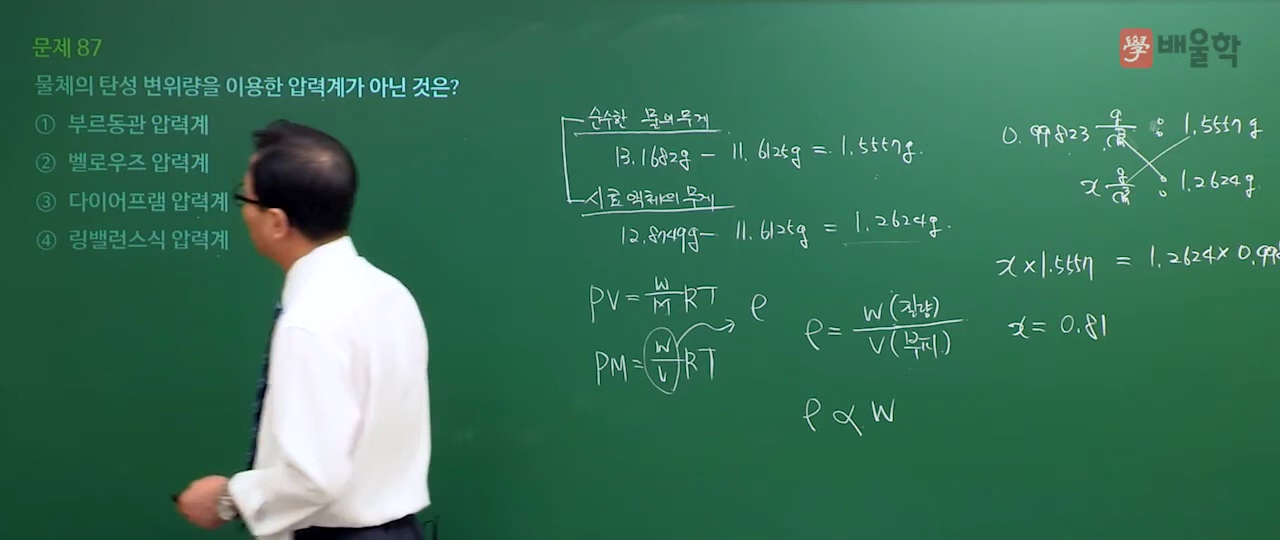 문제 87
물체의 탄성 변위량을 이용한 압력계가 아닌 것은?
① 부르동관 압력계
② 벨로우즈 압력계
③ 다이어프램 압력계
④ 링밸런스식 압력계
學 배울학
순수한 물의 무게
13.1682g - 11.6125g = 1.5557g.
시료 액체의 무게
12.8749g - 11.6125g = 1.2624g.
PV = W/M RT
PM = W/V RT → ρ
ρ = W(질량) / V(부피)
ρ ∝ W
0.99823 g/cm³ : 1.5557g
x g/cm³ : 1.2624g.
x × 1.5557 = 1.2624 × 0.998
x = 0.81